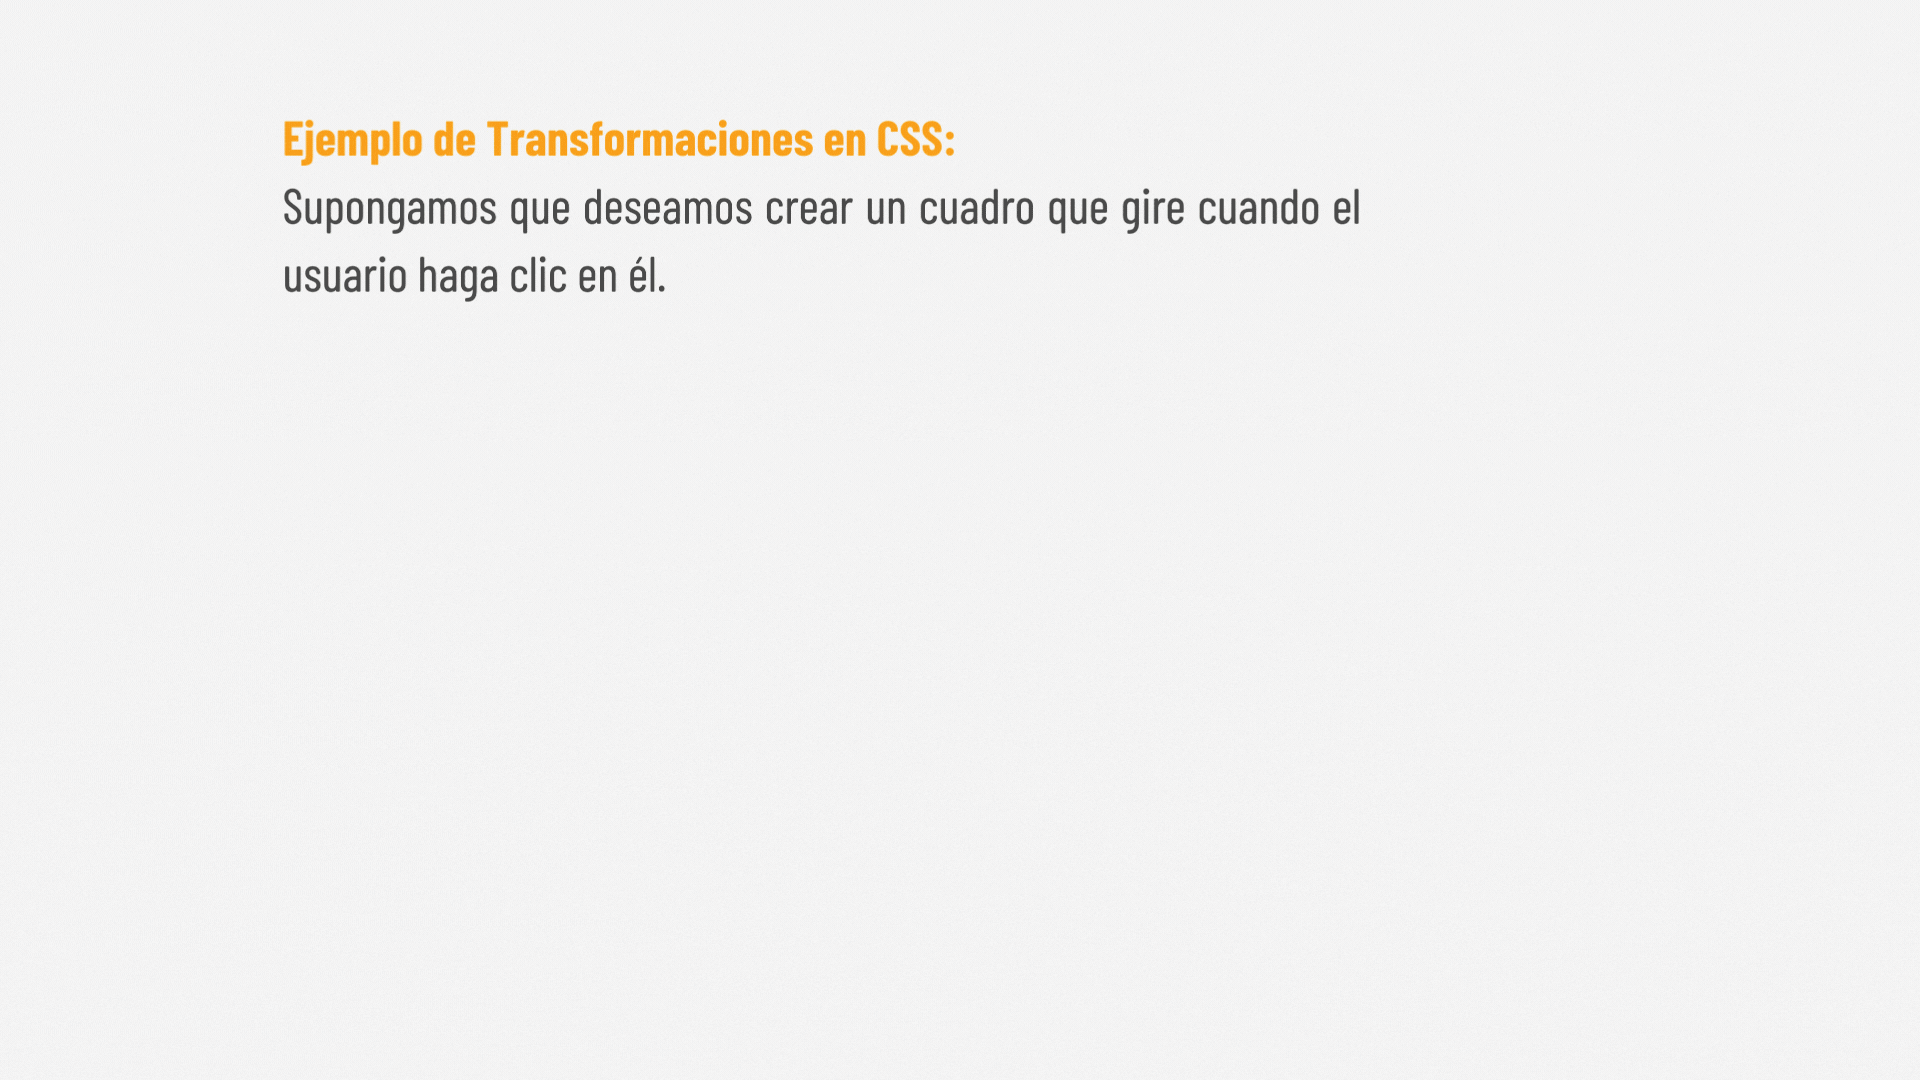 Ejemplo de Transformaciones en CSS:
Supongamos que deseamos crear un cuadro que gire cuando el
usuario haga clic en él.